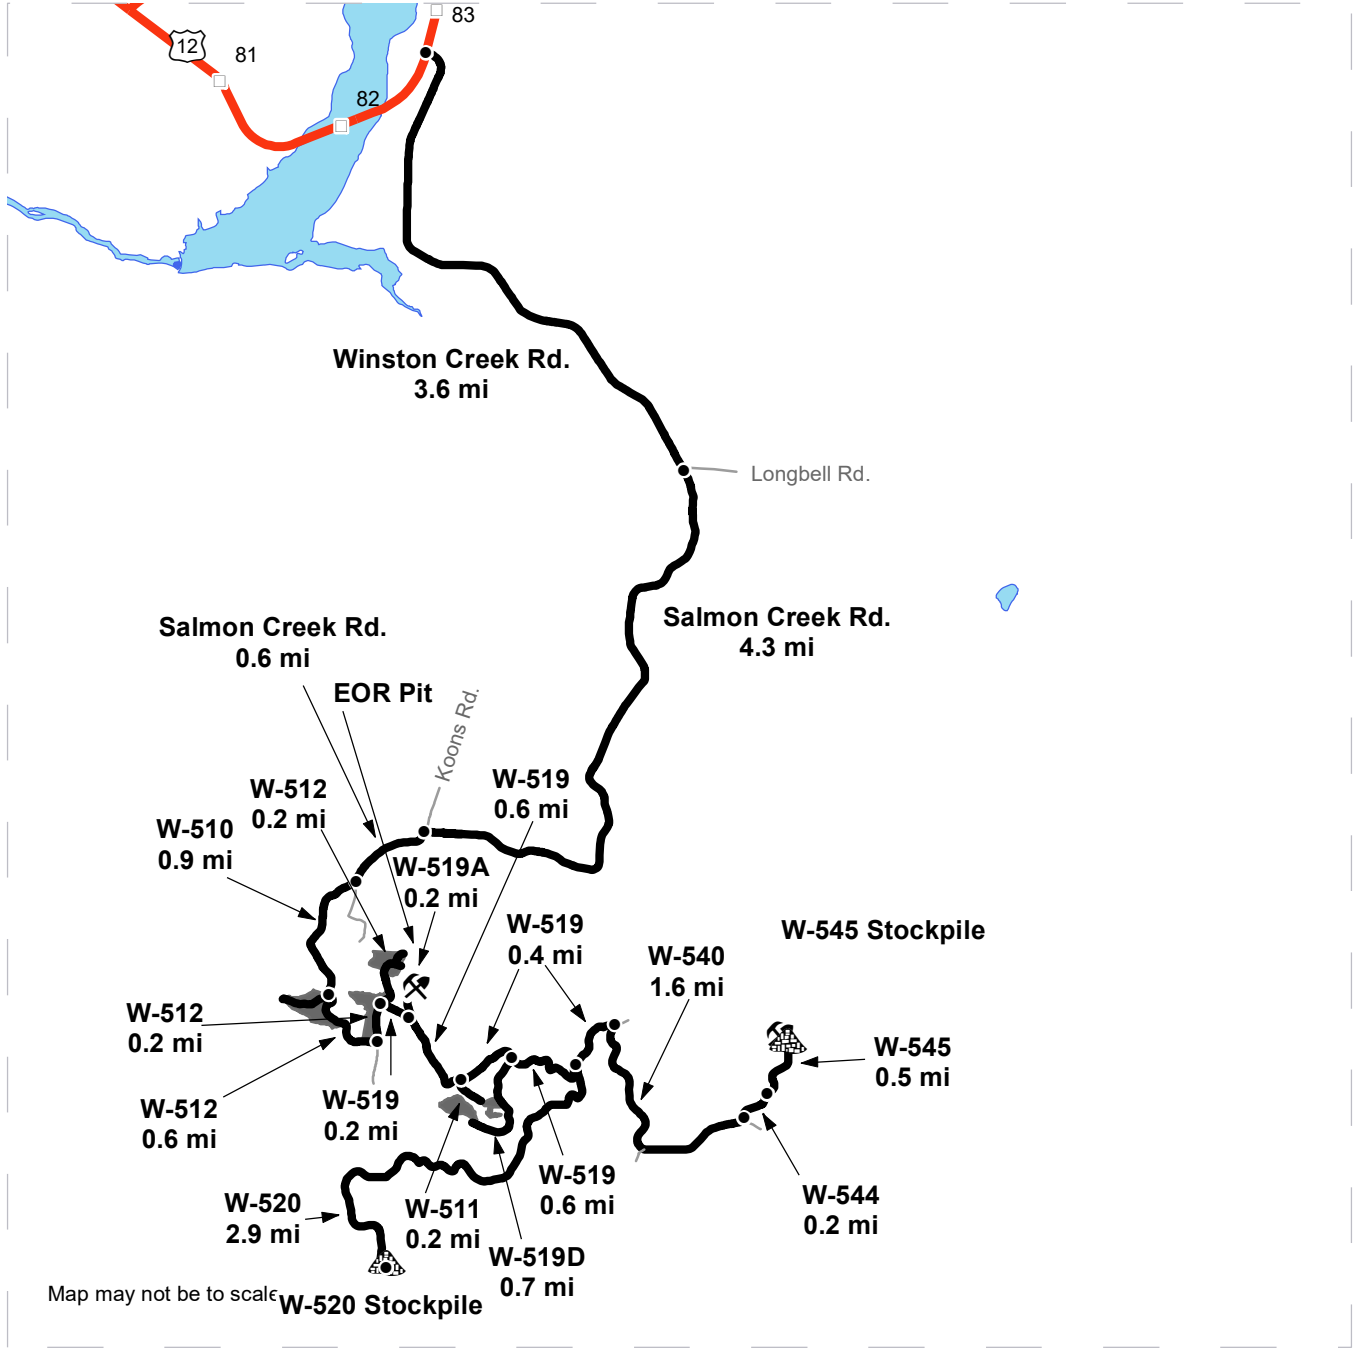 83
12
81
82
Winston Creek Rd.
3.6 mi
Longbell Rd.
Salmon Creek Rd.
4.3 mi
Salmon Creek Rd.
0.6 mi
EOR Pit
Koons Rd.
W-519
0.6 mi
W-512
0.2 mi
W-510
0.9 mi
W-519A
0.2 mi
W-519
0.4 mi
W-545 Stockpile
W-540
1.6 mi
W-512
0.2 mi
W-545
0.5 mi
W-519
0.2 mi
W-512
0.6 mi
W-519
0.6 mi
W-544
0.2 mi
W-520
2.9 mi
W-511
0.2 mi
W-519D
0.7 mi
Map may not be to scale
W-520 Stockpile